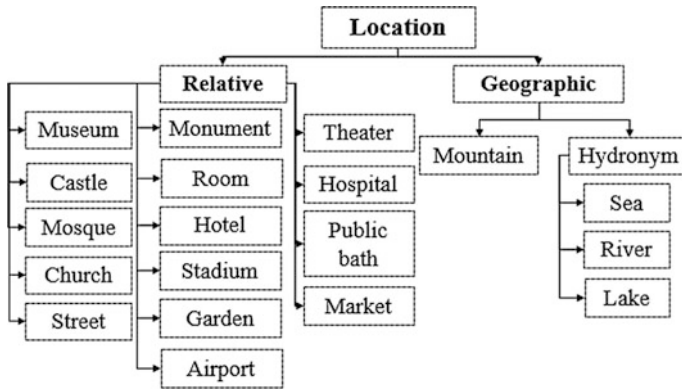 Location
Relative
Geographic
Museum
Castle
Mosque
Church
Street
Monument
Room
Hotel
Stadium
Garden
Airport
Theater
Hospital
Public
bath
Market
Mountain
Hydronym
Sea
River
Lake